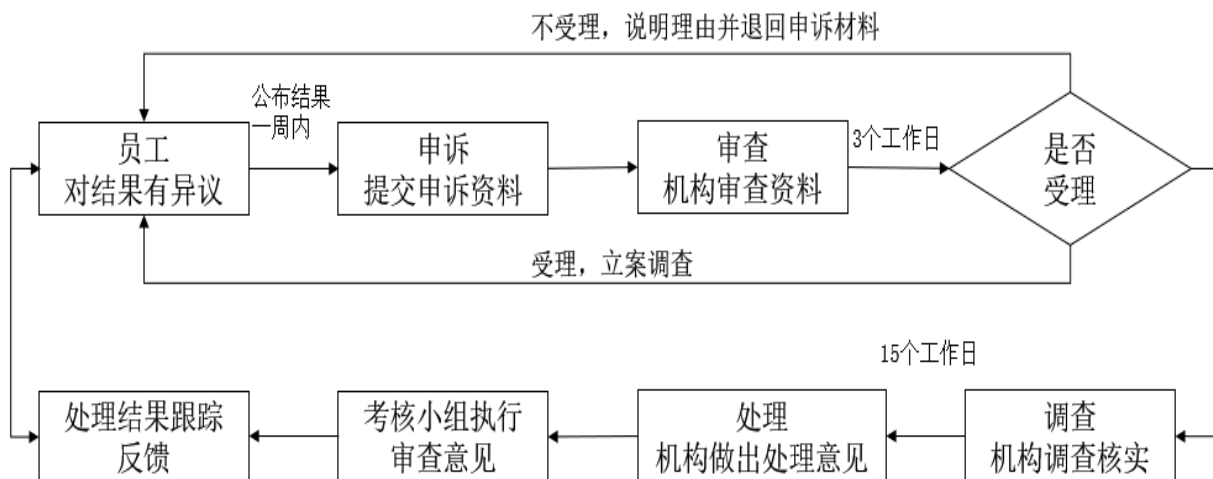 不受理，说明理由并退回申诉材料
公布结果
一周内
员工
对结果有异议
申诉
提交申诉资料
审查
机构审查资料
3个工作日
是否
受理
受理，立案调查
15个工作日
处理结果跟踪
反馈
考核小组执行
审查意见
处理
机构做出处理意见
调查
机构调查核实